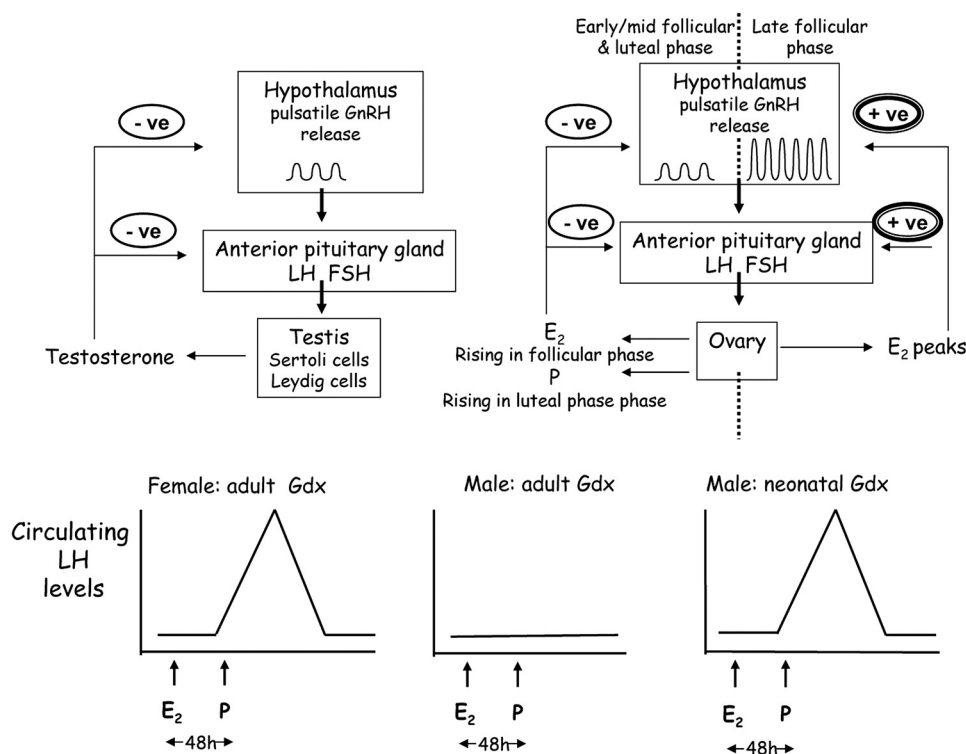 Early/mid follicular
& luteal phase
Late follicular
phase
Hypothalamus
pulsatile GnRH
release
- ve
- ve
Anterior pituitary gland
LH FSH
Testis
Sertoli cells
Leydig cells
Testosterone
Hypothalamus
pulsatile GnRH
release
- ve
+ ve
- ve
+ ve
Anterior pituitary gland
LH FSH
Ovary
E₂
Rising in follicular phase
P
Rising in luteal phase phase
E₂ peaks
Female: adult Gdx
Male: adult Gdx
Male: neonatal Gdx
Circulating
LH
levels
E₂ P
48h
E₂ P
48h
E₂ P
48h